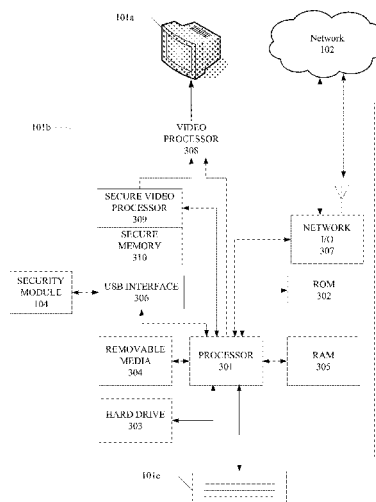 101a
Network
102
101b
VIDEO
PROCESSOR
308
SECURE VIDEO
PROCESSOR
309
SECURE
MEMORY
310
NETWORK
I/O
307
SECURITY
MODULE
104
USB INTERFACE
306
ROM
302
REMOVABLE
MEDIA
304
PROCESSOR
301
RAM
305
HARD DRIVE
303
101c